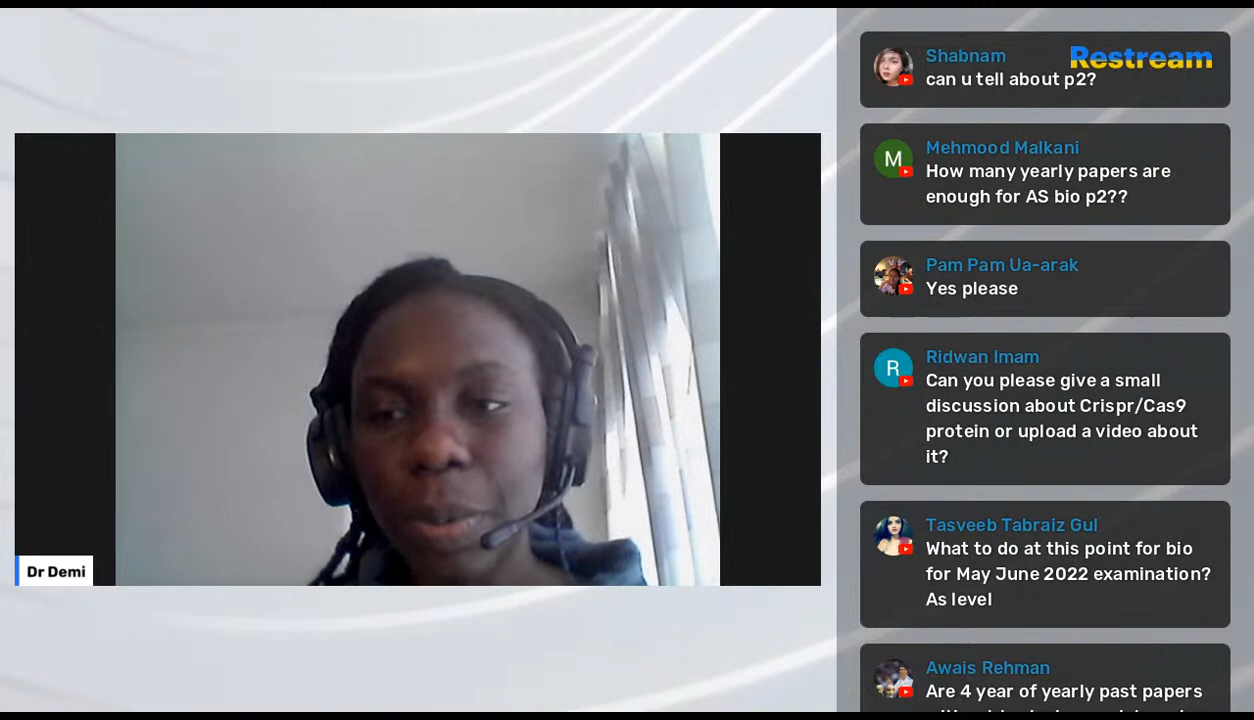 Shabnam
Restream
can u tell about p2?
M
Mehmood Malkani
How many yearly papers are
enough for AS bio p2??
Pam Pam Ua-arak
Yes please
R
Ridwan Imam
Can you please give a small
discussion about Crispr/Cas9
protein or upload a video about
it?
Tasveeb Tabraiz Gul
What to do at this point for bio
for May June 2022 examination?
As level
Awais Rehman
Are 4 year of yearly past papers
Dr Demi